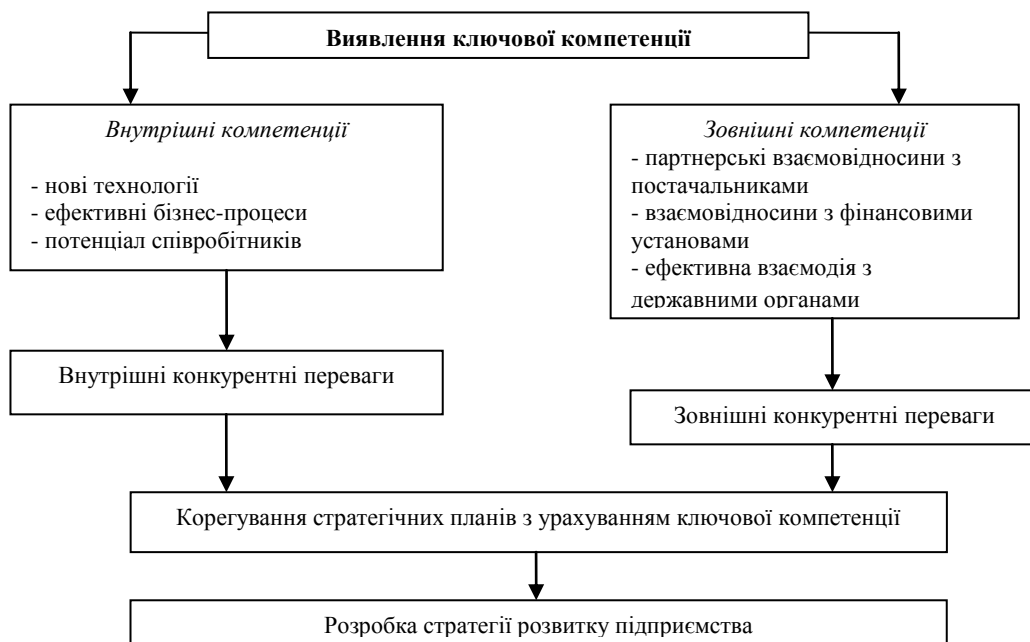 Виявлення ключової компетенції
Внутрішні компетенції
- нові технології
- ефективні бізнес-процеси
- потенціал співробітників
Зовнішні компетенції
- партнерські взаємовідносини з
постачальниками
- взаємовідносини з фінансовими
установами
- ефективна взаємодія з
державними органами
Внутрішні конкурентні переваги
Зовнішні конкурентні переваги
Корегування стратегічних планів з урахуванням ключової компетенції
Розробка стратегії розвитку підприємства